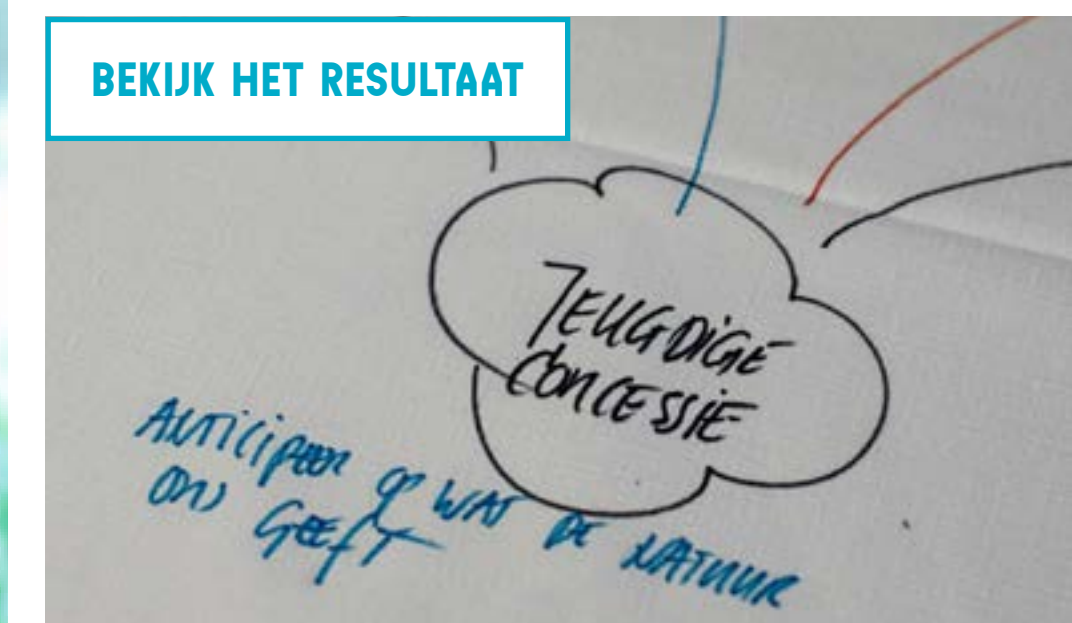 BEKIJK HET RESULTAAT
JEUGDIGE
CONCESSIE
ANTICIPEER OP WAT DE NATUUR
ONS GEEFT